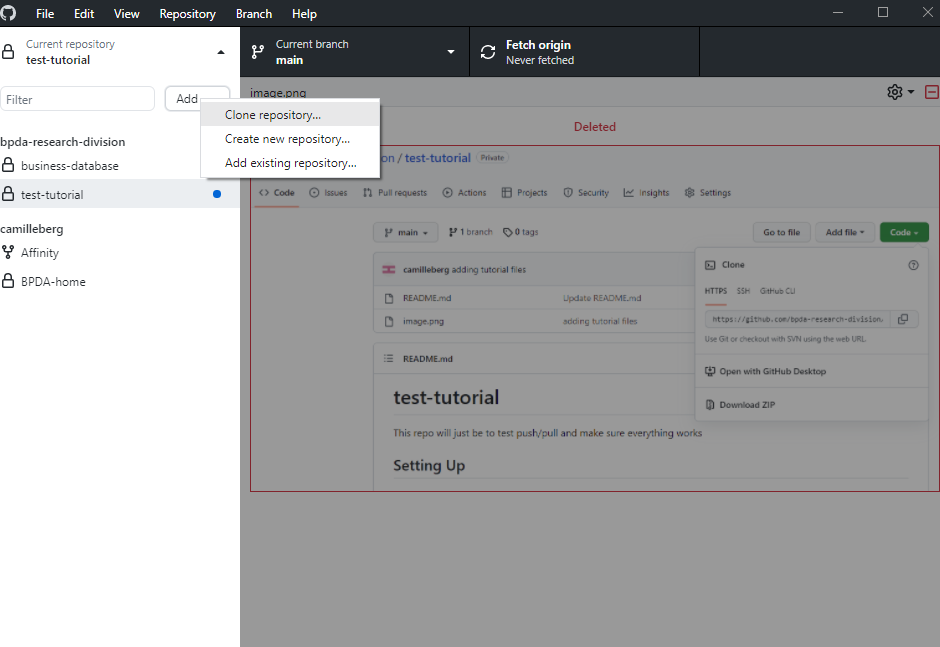 File Edit View Repository Branch Help
Current repository
test-tutorial
Current branch
main
Fetch origin
Never fetched
Filter
Add
Clone repository...
Create new repository...
Add existing repository...
bpda-research-division
business-database
test-tutorial
camilleberg
Affinity
BPDA-home
image.png
Deleted
on / test-tutorial Private
Code Issues Pull requests Actions Projects Security Insights Settings
main 1 branch 0 tags Go to file Add file Code
camilleberg adding tutorial files
README.md Update README.md
image.png adding tutorial files
Clone
HTTPS SSH GitHub CLI
https://github.com/bpda-research-division/
Use Git or checkout with SVN using the web URL.
Open with GitHub Desktop
Download ZIP
README.md
test-tutorial
This repo will just be to test push/pull and make sure everything works
Setting Up